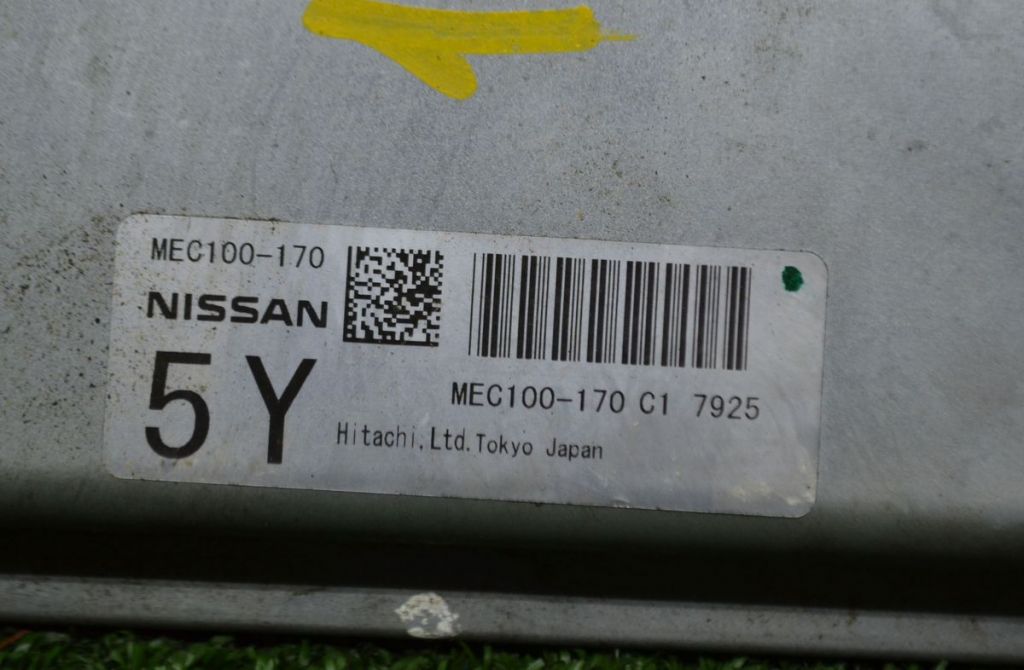 MEC100-170
NISSAN
5Y
MEC100-170 C1 7925
Hitachi,Ltd.Tokyo Japan